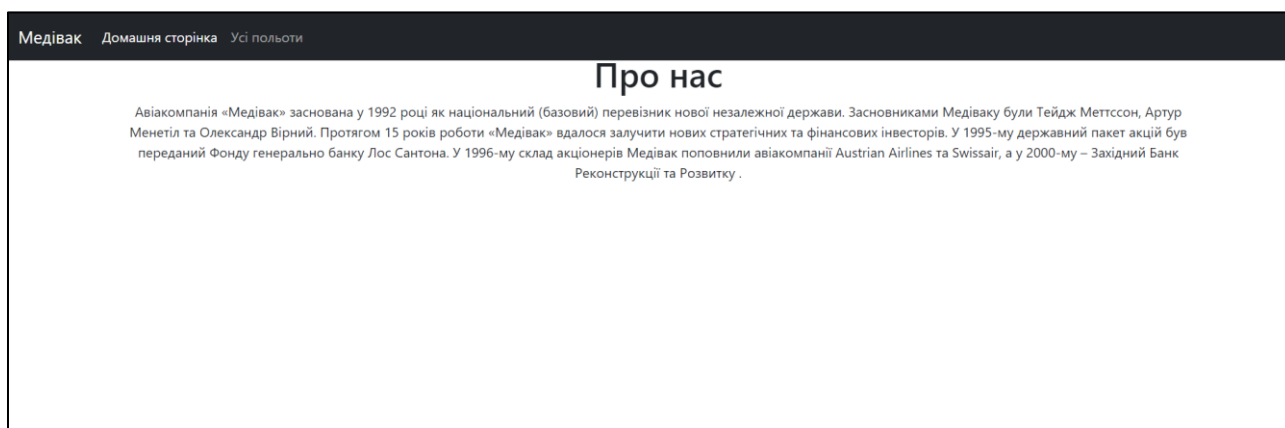 Медівак Домашня сторінка Усі польоти
Про нас
Авіакомпанія «Медівак» заснована у 1992 році як національний (базовий) перевізник нової незалежної держави. Засновниками Медіваку були Тейдж Меттссон, Артур
Менетіл та Олександр Вірний. Протягом 15 років роботи «Медівак» вдалося залучити нових стратегічних та фінансових інвесторів. У 1995-му державний пакет акцій був
переданий Фонду генерально банку Лос Сантона. У 1996-му склад акціонерів Медівак поповнили авіакомпанії Austrian Airlines та Swissair, а у 2000-му – Західний Банк
Реконструкції та Розвитку .